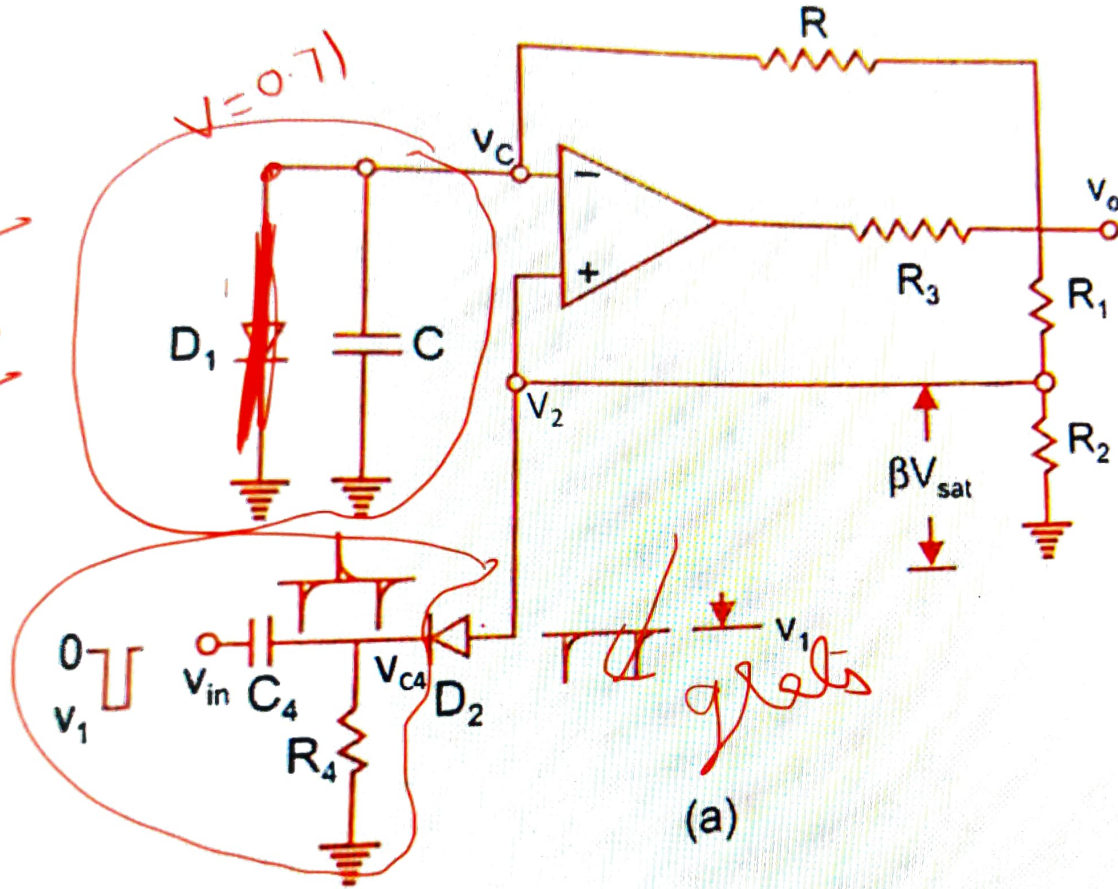 R
V=0.7)
vC
−
vo
+
R3
R1
D1
C
V2
R2
βVsat
0
v1
vin
C4
VC4
D2
v1
R4
(a)